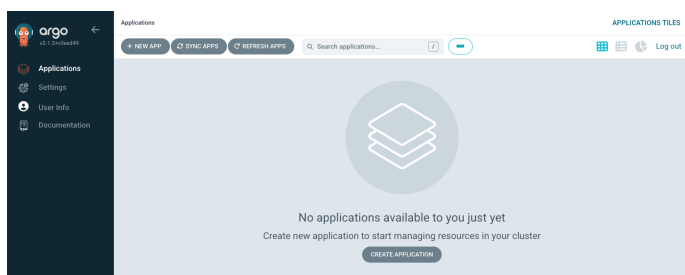 argo
v3.1.5+cfeed49
Applications
Settings
User Info
Documentation
Applications
APPLICATIONS TILES
+ NEW APP
SYNC APPS
REFRESH APPS
Search applications...
/
Log out
No applications available to you just yet
Create new application to start managing resources in your cluster
CREATE APPLICATION